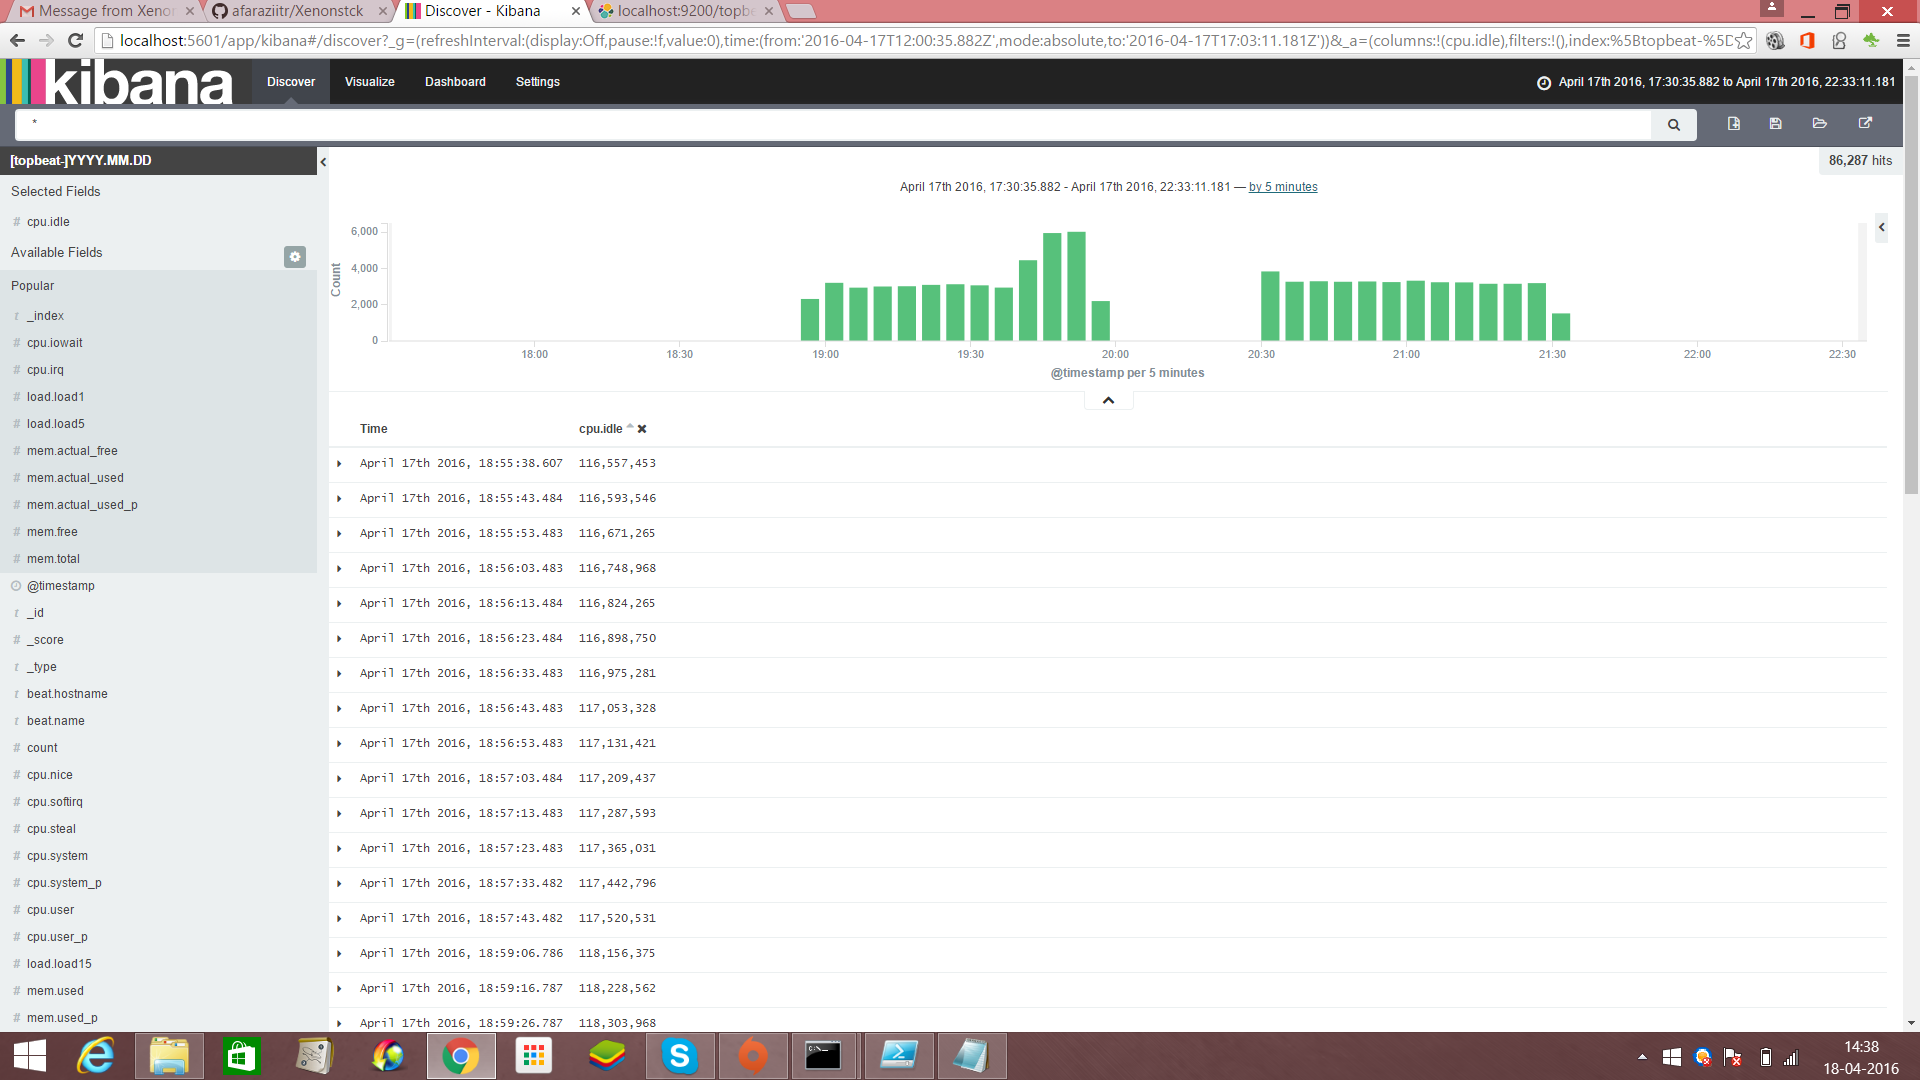 Message from Xenon
afaraziitr/Xenonstck
Discover - Kibana
localhost:9200/topbe
localhost:5601/app/kibana#/discover?_g=(refreshInterval:(display:Off,pause:!f,value:0),time:(from:'2016-04-17T12:00:35.882Z',mode:absolute,to:'2016-04-17T17:03:11.181Z'))&_a=(columns:!(cpu.idle),filters:!(),index:%5Btopbeat-%5D
kibana
Discover
Visualize
Dashboard
Settings
April 17th 2016, 17:30:35.882 to April 17th 2016, 22:33:11.181
*
[topbeat-]YYYY.MM.DD
86,287 hits
Selected Fields
# cpu.idle
Available Fields
Popular
t _index
# cpu.iowait
# cpu.irq
# load.load1
# load.load5
# mem.actual_free
# mem.actual_used
# mem.actual_used_p
# mem.free
# mem.total
@timestamp
t _id
# _score
t _type
t beat.hostname
t beat.name
# count
# cpu.nice
# cpu.softirq
# cpu.steal
# cpu.system
# cpu.system_p
# cpu.user
# cpu.user_p
# load.load15
# mem.used
# mem.used_p
April 17th 2016, 17:30:35.882 - April 17th 2016, 22:33:11.181 — by 5 minutes
Count
6,000
4,000
2,000
0
18:00 18:30 19:00 19:30 20:00 20:30 21:00 21:30 22:00 22:30
@timestamp per 5 minutes
Time cpu.idle
April 17th 2016, 18:55:38.607 116,557,453
April 17th 2016, 18:55:43.484 116,593,546
April 17th 2016, 18:55:53.483 116,671,265
April 17th 2016, 18:56:03.483 116,748,968
April 17th 2016, 18:56:13.484 116,824,265
April 17th 2016, 18:56:23.484 116,898,750
April 17th 2016, 18:56:33.483 116,975,281
April 17th 2016, 18:56:43.483 117,053,328
April 17th 2016, 18:56:53.483 117,131,421
April 17th 2016, 18:57:03.484 117,209,437
April 17th 2016, 18:57:13.483 117,287,593
April 17th 2016, 18:57:23.483 117,365,031
April 17th 2016, 18:57:33.482 117,442,796
April 17th 2016, 18:57:43.482 117,520,531
April 17th 2016, 18:59:06.786 118,156,375
April 17th 2016, 18:59:16.787 118,228,562
April 17th 2016, 18:59:26.787 118,303,968
14:38
18-04-2016